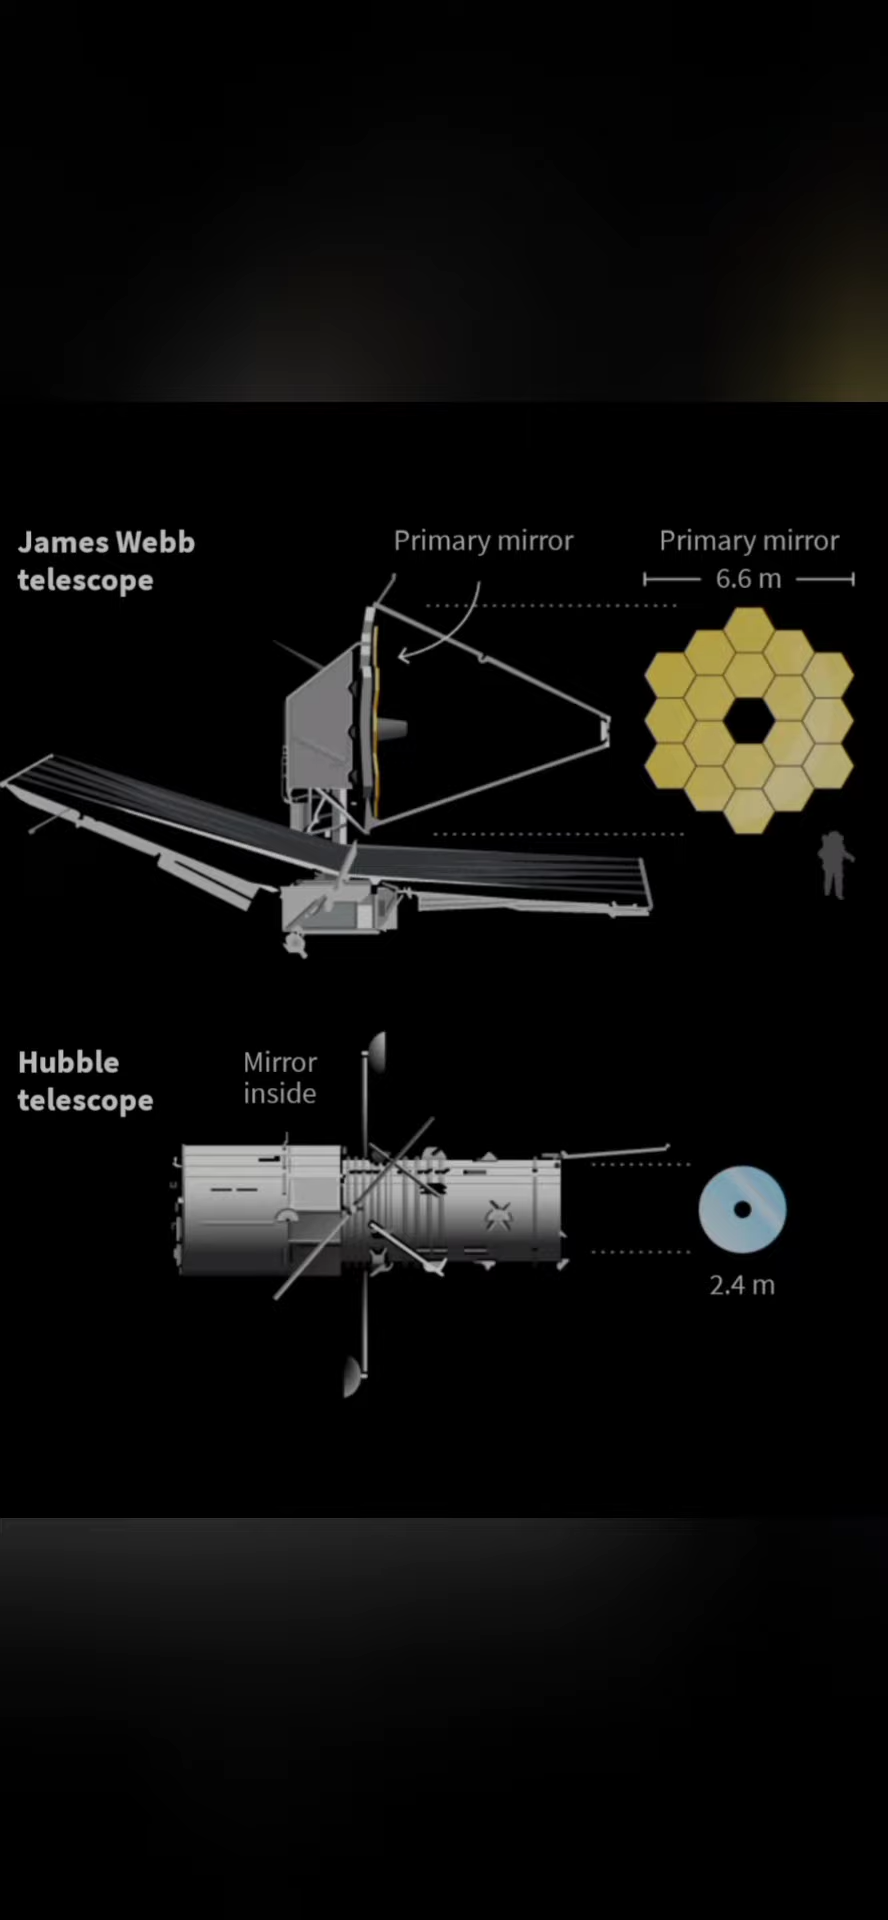 James Webb
telescope
Primary mirror
Primary mirror
6.6 m
Hubble
telescope
Mirror
inside
2.4 m